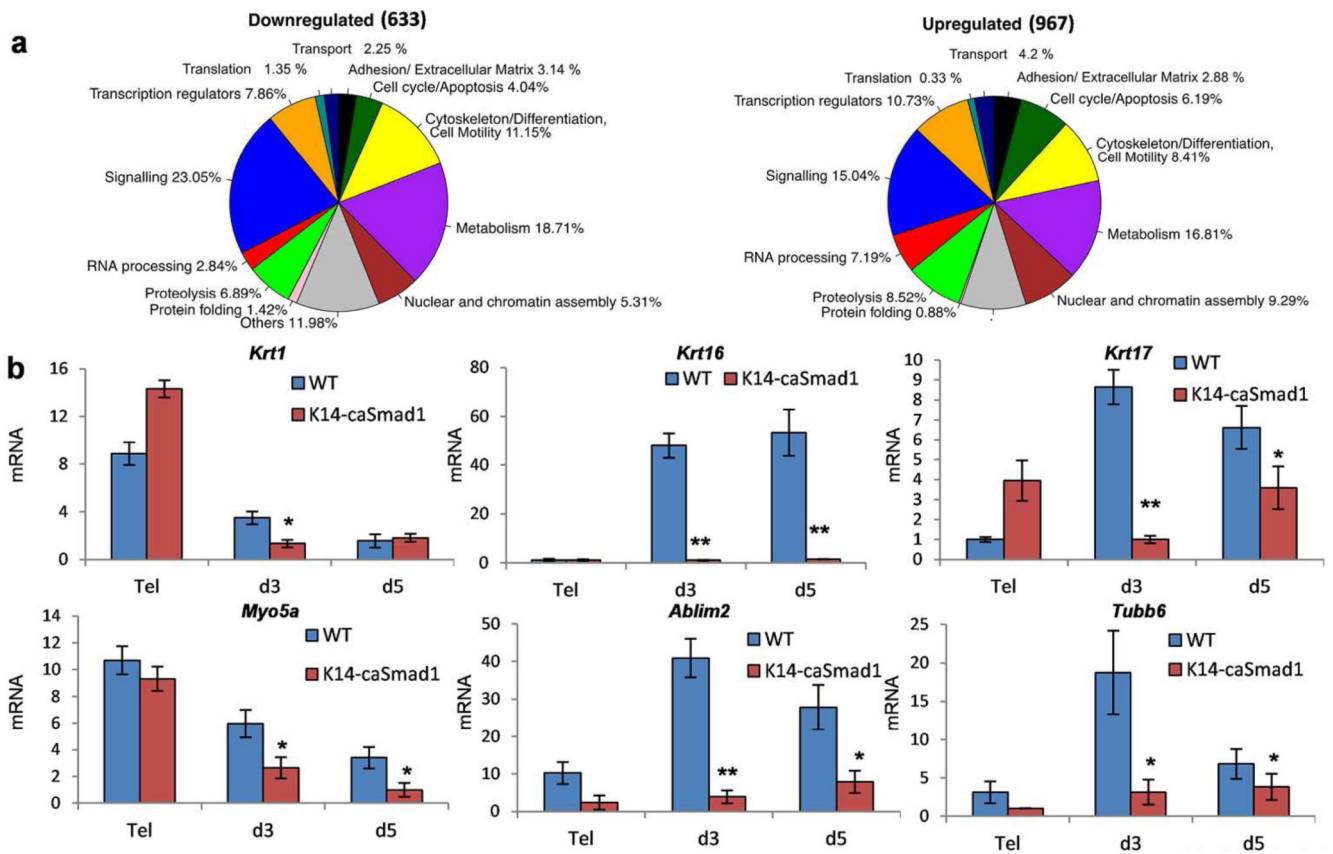 a
Downregulated (633)
Transport 2.25 %
Translation 1.35 %
Adhesion/ Extracellular Matrix 3.14 %
Transcription regulators 7.86%
Cell cycle/Apoptosis 4.04%
Cytoskeleton/Differentiation,
Cell Motility 11.15%
Signalling 23.05%
Metabolism 18.71%
RNA processing 2.84%
Proteolysis 6.89%
Protein folding 1.42%
Nuclear and chromatin assembly 5.31%
Others 11.98%
Upregulated (967)
Transport 4.2 %
Translation 0.33 %
Adhesion/ Extracellular Matrix 2.88 %
Transcription regulators 10.73%
Cell cycle/Apoptosis 6.19%
Cytoskeleton/Differentiation,
Cell Motility 8.41%
Signalling 15.04%
Metabolism 16.81%
RNA processing 7.19%
Proteolysis 8.52%
Protein folding 0.88%
Nuclear and chromatin assembly 9.29%
b
Krt1
WT
K14-caSmad1
mRNA
16
12
8
4
0
*
Tel d3 d5
Krt16
WT K14-caSmad1
mRNA
80
60
40
20
0
** **
Tel d3 d5
Krt17
WT
K14-caSmad1
mRNA
10
9
8
7
6
5
4
3
2
1
0
** *
Tel d3 d5
Myo5a
WT
K14-caSmad1
mRNA
14
12
10
8
6
4
2
0
* *
Tel d3 d5
Ablim2
WT
K14-caSmad1
mRNA
50
40
30
20
10
0
** *
Tel d3 d5
Tubb6
WT
K14-caSmad1
mRNA
25
20
15
10
5
0
* *
Tel d3 d5